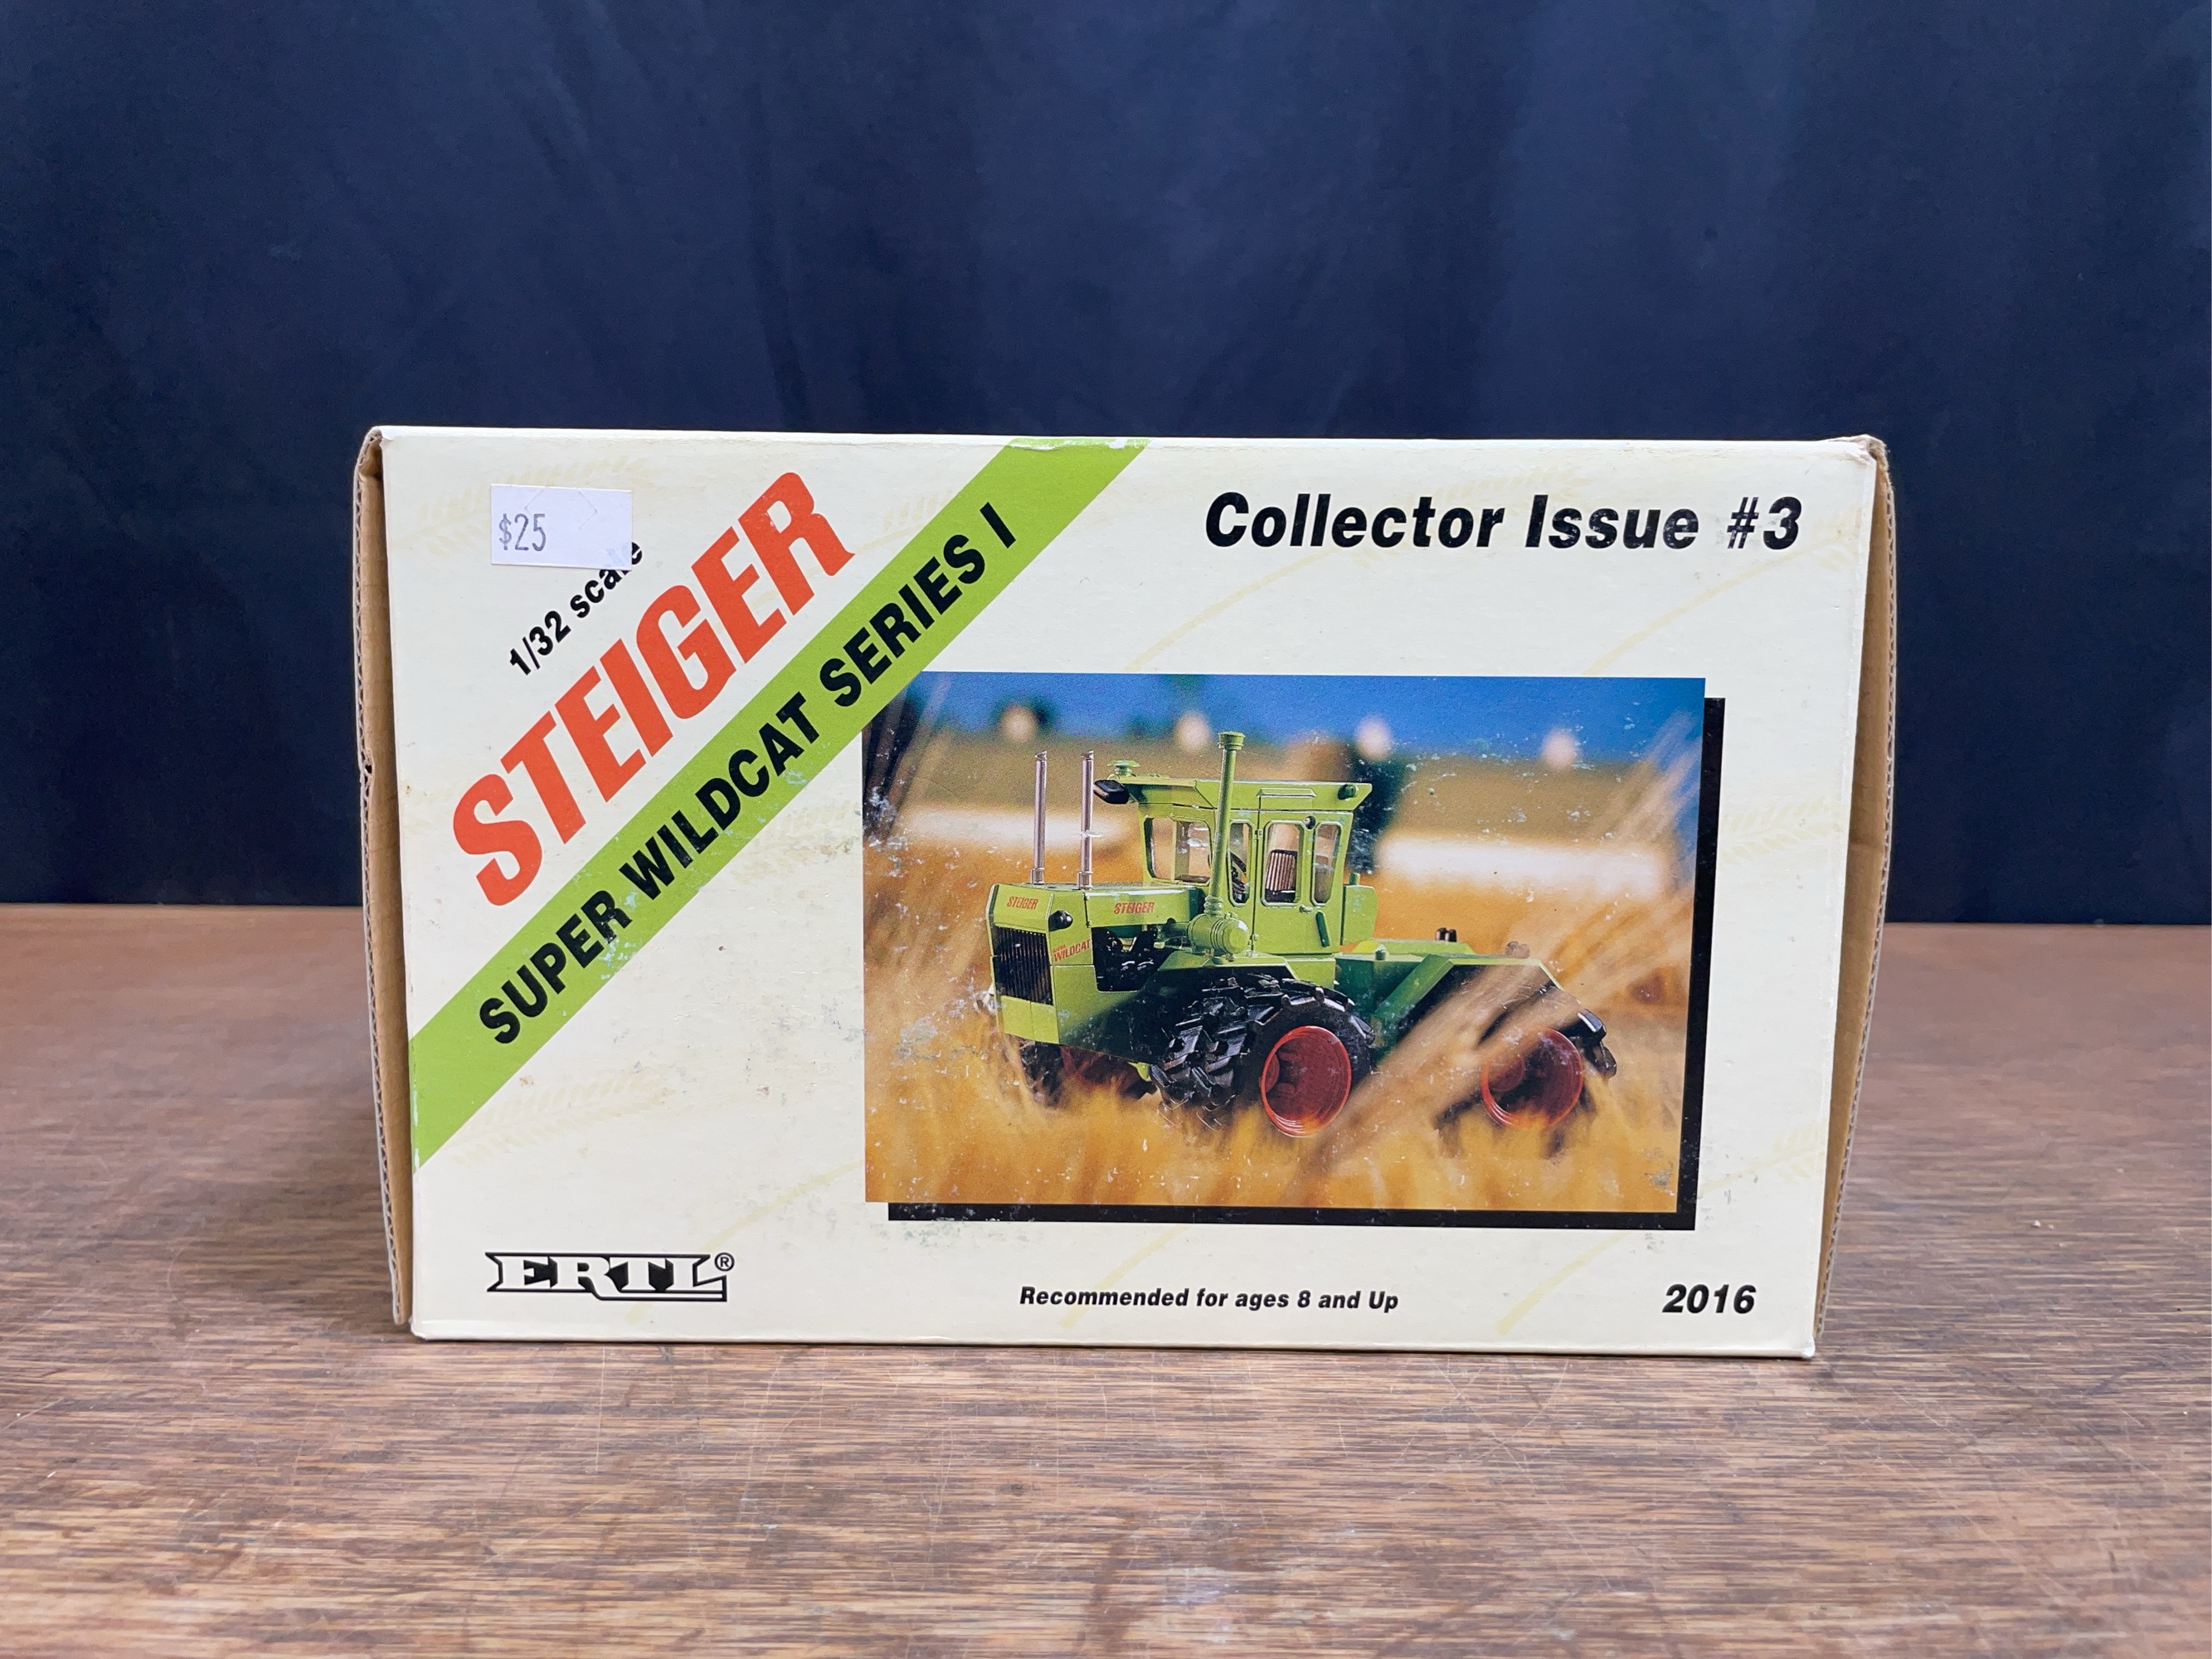 $25
1/32 scale
STEIGER
SUPER WILDCAT SERIES I
Collector Issue #3
STEIGER
STEIGER
WILDCAT
ERTL®
Recommended for ages 8 and Up
2016